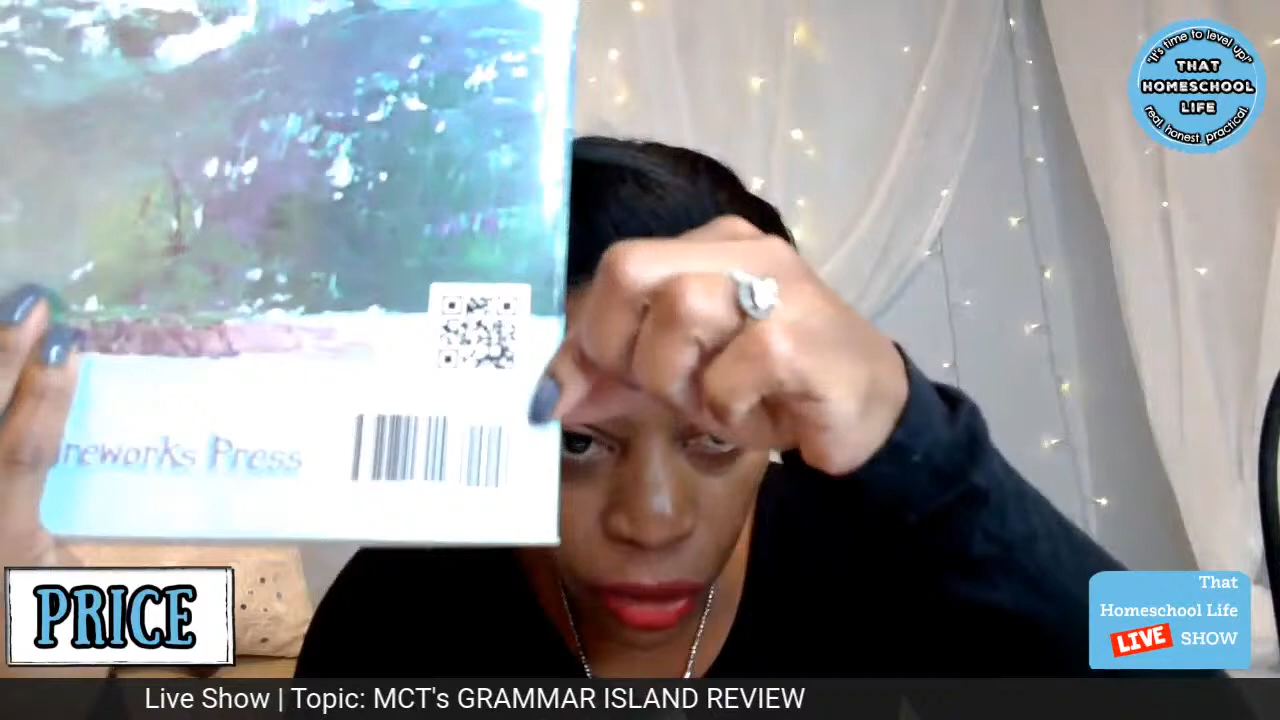 "it's time to level up!"
THAT
HOMESCHOOL
LIFE
real. honest. practical.
reworks Press
PRICE
That
Homeschool Life
LIVE SHOW
Live Show | Topic: MCT's GRAMMAR ISLAND REVIEW